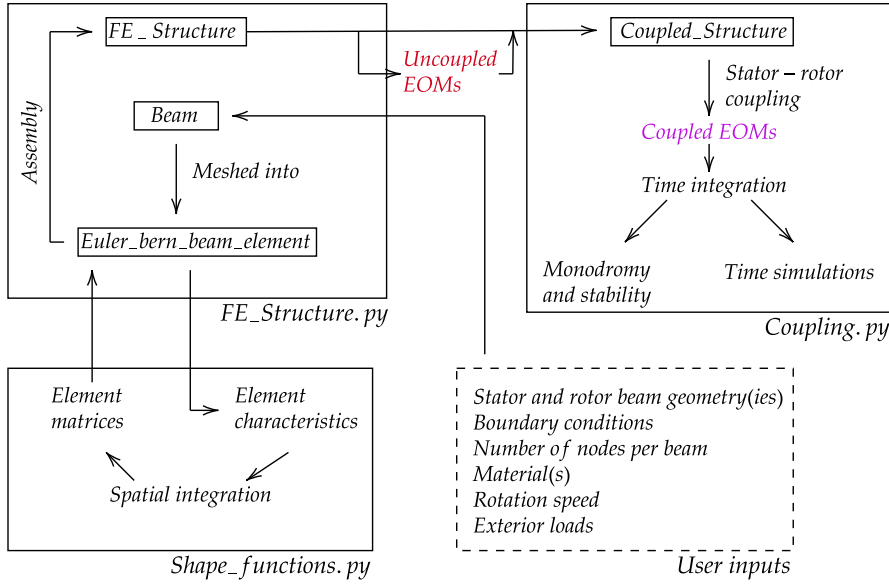 FE_Structure
Uncoupled
EOMs
Beam
Assembly
Meshed into
Euler_bern_beam_element
FE_Structure.py
Coupled_Structure
Stator – rotor
coupling
Coupled EOMs
Time integration
Monodromy
and stability
Time simulations
Coupling.py
Element
matrices
Element
characteristics
Spatial integration
Shape_functions.py
Stator and rotor beam geometry(ies)
Boundary conditions
Number of nodes per beam
Material(s)
Rotation speed
Exterior loads
User inputs